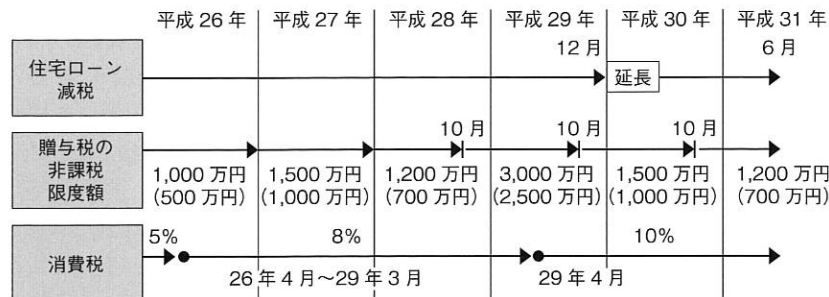 平成 26 年 平成 27 年 平成 28 年 平成 29 年 平成 30 年 平成 31 年
住宅ローン
減税
12 月
延長
6 月
贈与税の
非課税
限度額
10 月 10 月 10 月
1,000 万円 1,500 万円 1,200 万円 3,000 万円 1,500 万円 1,200 万円
(500 万円) (1,000 万円) (700 万円) (2,500 万円) (1,000 万円) (700 万円)
消費税
5% 8% 10%
26 年 4 月～29 年 3 月 29 年 4 月